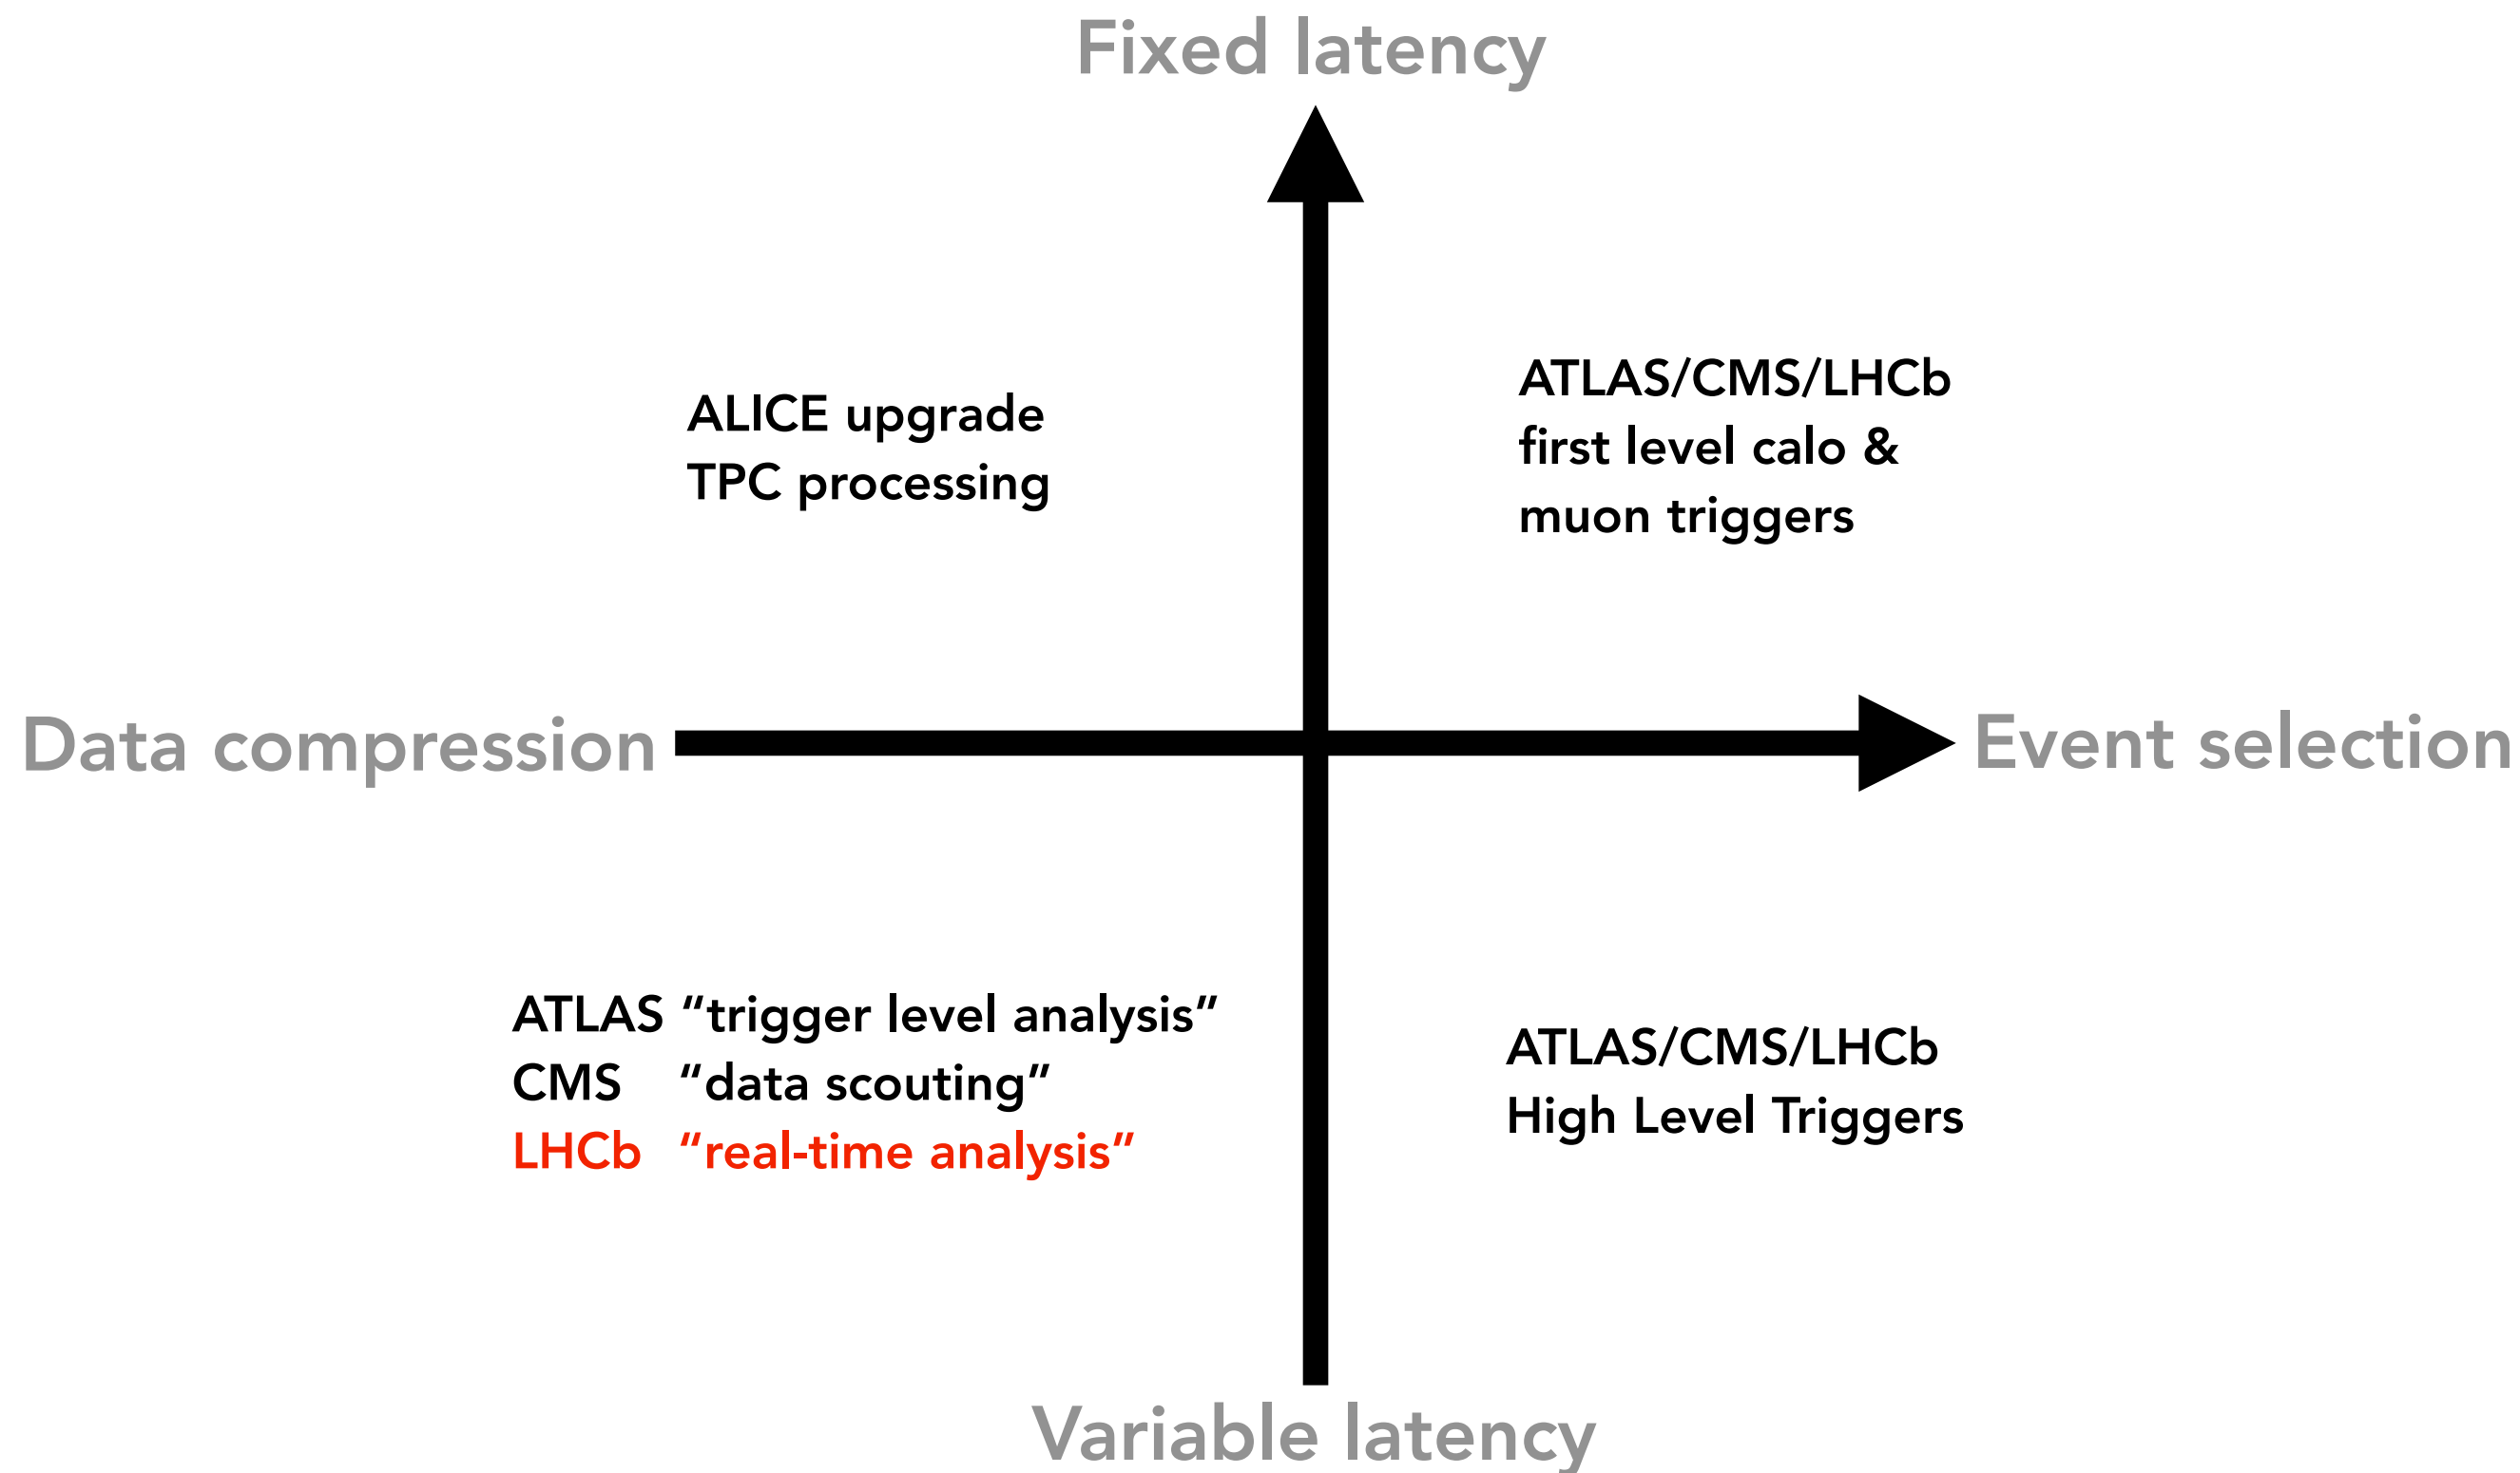 Fixed latency
ALICE upgrade
TPC processing
ATLAS/CMS/LHCb
first level calo &
muon triggers
Data compression
Event selection
ATLAS “trigger level analysis”
CMS “data scouting“
LHCb “real-time analysis“
ATLAS/CMS/LHCb
High Level Triggers
Variable latency